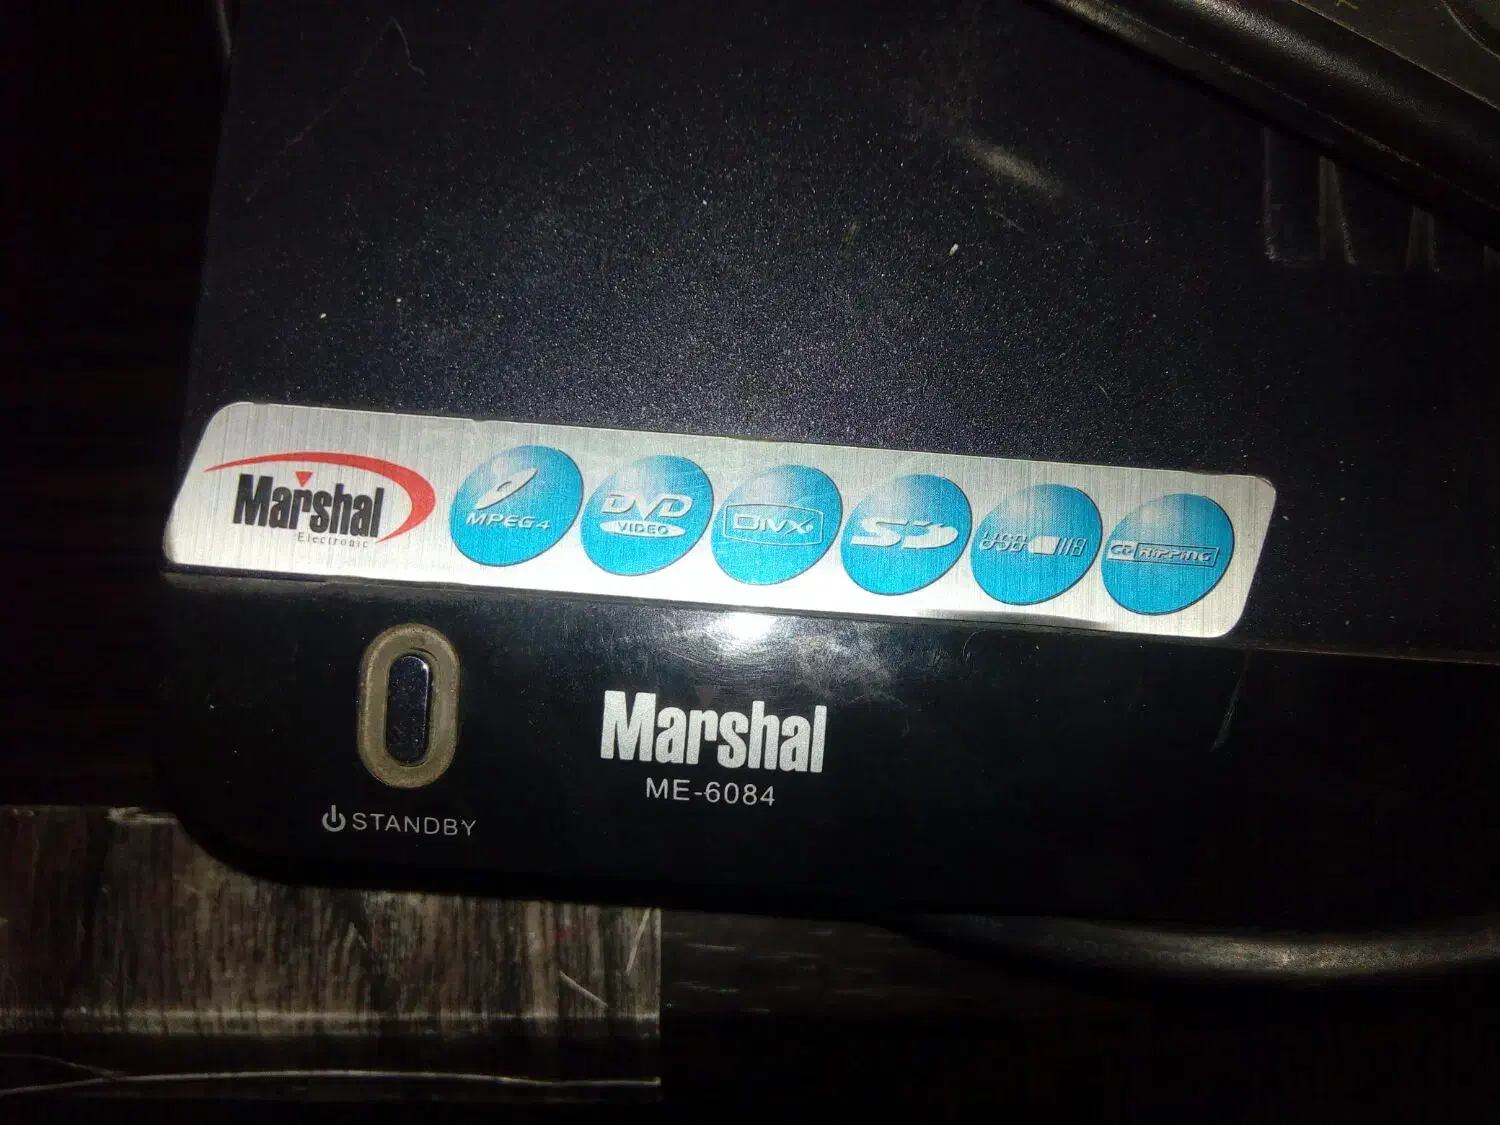 Marshal
Electronic
MPEG4
DVD
VIDEO
DIVX
SD
USB
CD RIPPING
Marshal
ME-6084
STANDBY